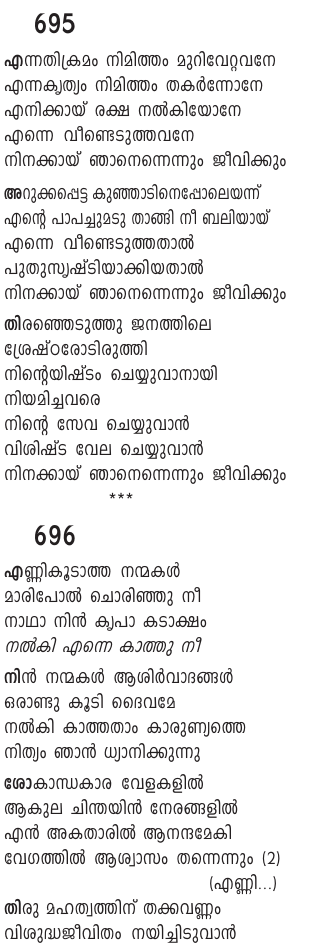 695
എന്നതിക്രമം നിമിത്തം മുറിവേറ്റവനേ
എന്നകൃത്യം നിമിത്തം തകർന്നോനേ
എനിക്കായ് രക്ഷ നൽകിയോനേ
എന്നെ വീണ്ടെടുത്തവനേ
നിനക്കായ് ഞാനെന്നെന്നും ജീവിക്കും
അറുക്കപ്പെട്ട കുഞ്ഞാടിനെപ്പോലെയന്ന്
എന്റെ പാപച്ചുമടു താങ്ങി നീ ബലിയായ്
എന്നെ വീണ്ടെടുത്തതാൽ
പുതുസൃഷ്ടിയാക്കിയതാൽ
നിനക്കായ് ഞാനെന്നെന്നും ജീവിക്കും
തിരഞ്ഞെടുത്തു ജനത്തിലെ
ശ്രേഷ്ഠരോടിരുത്തി
നിന്റെയിഷ്ടം ചെയ്യുവാനായി
നിയമിച്ചവരെ
നിന്റെ സേവ ചെയ്യുവാൻ
വിശിഷ്ട വേല ചെയ്യുവാൻ
നിനക്കായ് ഞാനെന്നെന്നും ജീവിക്കും
***
696
എണ്ണികൂടാത്ത നന്മകൾ
മാരിപോൽ ചൊരിഞ്ഞു നീ
നാഥാ നിൻ കൃപാ കടാക്ഷം
നൽകി എന്നെ കാത്തു നീ
നിൻ നന്മകൾ ആശിർവാദങ്ങൾ
ഒരാണ്ടു കൂടി ദൈവമേ
നൽകി കാത്തതാം കാരുണ്യത്തെ
നിത്യം ഞാൻ ധ്യാനിക്കുന്നു
ശോകാന്ധകാര വേളകളിൽ
ആകുല ചിന്തയിൻ നേരങ്ങളിൽ
എൻ അകതാരിൽ ആനന്ദമേകി
വേഗത്തിൽ ആശ്വാസം തന്നെന്നും (2)
(എണ്ണി...)
തിരു മഹത്വത്തിന് തക്കവണ്ണം
വിശുദ്ധജീവിതം നയിച്ചിടുവാൻ